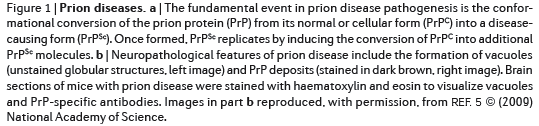 Figure 1 | Prion diseases. a | The fundamental event in prion disease pathogenesis is the confor-
mational conversion of the prion protein (PrP) from its normal or cellular form (PrPᶜ) into a disease-
causing form (PrPˢᶜ). Once formed, PrPˢᶜ replicates by inducing the conversion of PrPᶜ into additional
PrPˢᶜ molecules. b | Neuropathological features of prion disease include the formation of vacuoles
(unstained globular structures, left image) and PrP deposits (stained in dark brown, right image). Brain
sections of mice with prion disease were stained with haematoxylin and eosin to visualize vacuoles
and PrP-specific antibodies. Images in part b reproduced, with permission, from REF. 5 © (2009)
National Academy of Science.